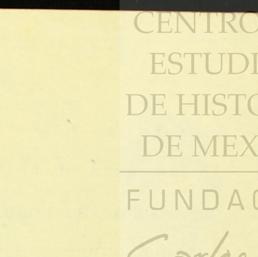 CENTRO
ESTUDI
DE HISTO
DE MEX
FUNDAC